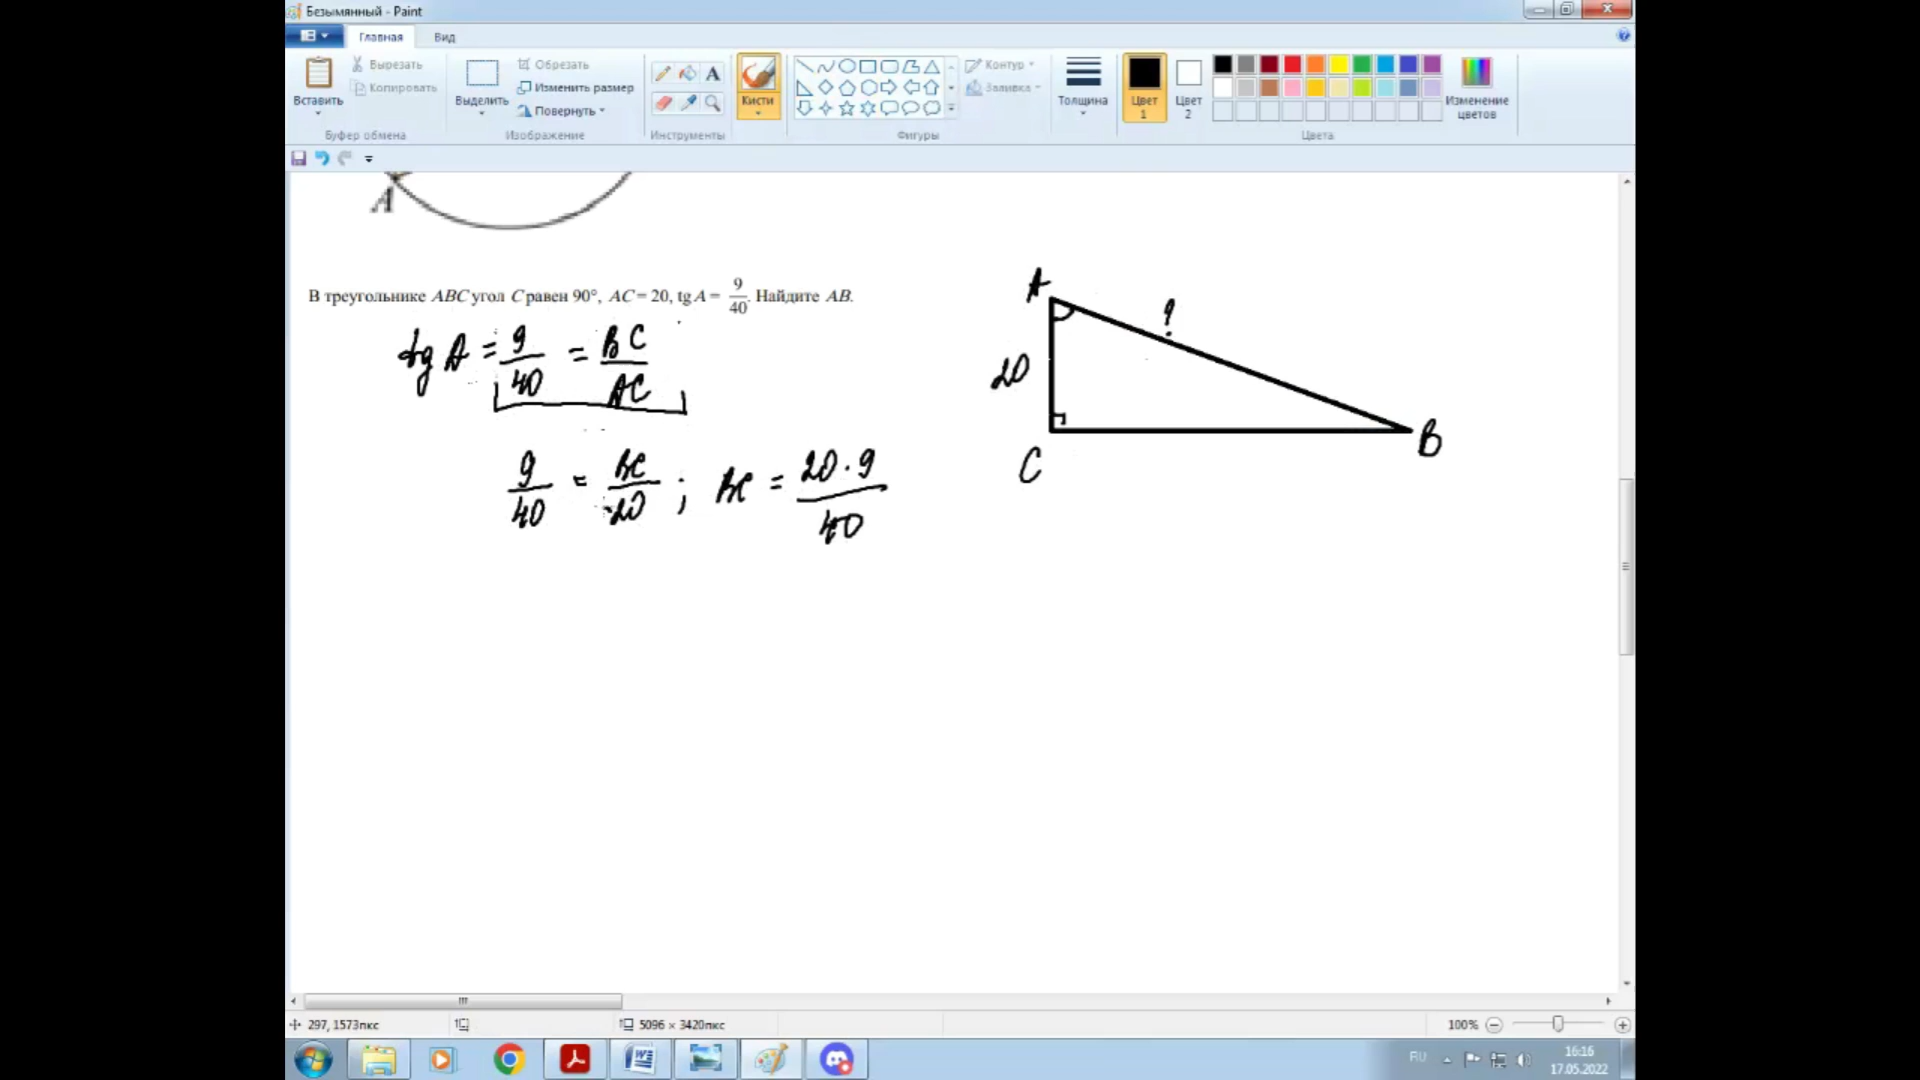 Безымянный - Paint
Главная Вид
Вставить
Вырезать
Копировать
Буфер обмена
Выделить
Обрезать
Изменить размер
Повернуть
Изображение
A
Инструменты
Кисти
Фигуры
Контур
Заливка
Толщина
Цвет 1
Цвет 2
Изменение цветов
Цвета
A
В треугольнике ABC угол C равен 90°, AC = 20, tg A = 9/40. Найдите AB.
tg A = 9/40 = BC/AC
9/40 = BC/20 ; BC = 20 · 9/40
A
?
20
C
B
297, 1573пкс
5096 × 3420пкс
100%
RU
16:16
17.05.2022